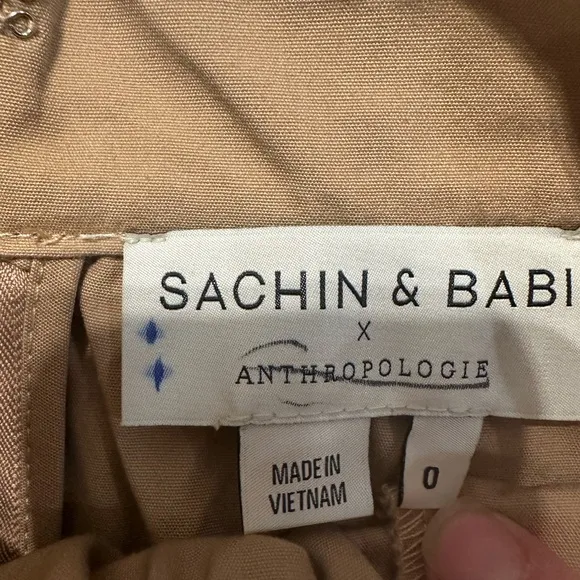 SACHIN & BABI
X
ANTHROPOLOGIE
MADE IN
VIETNAM
0